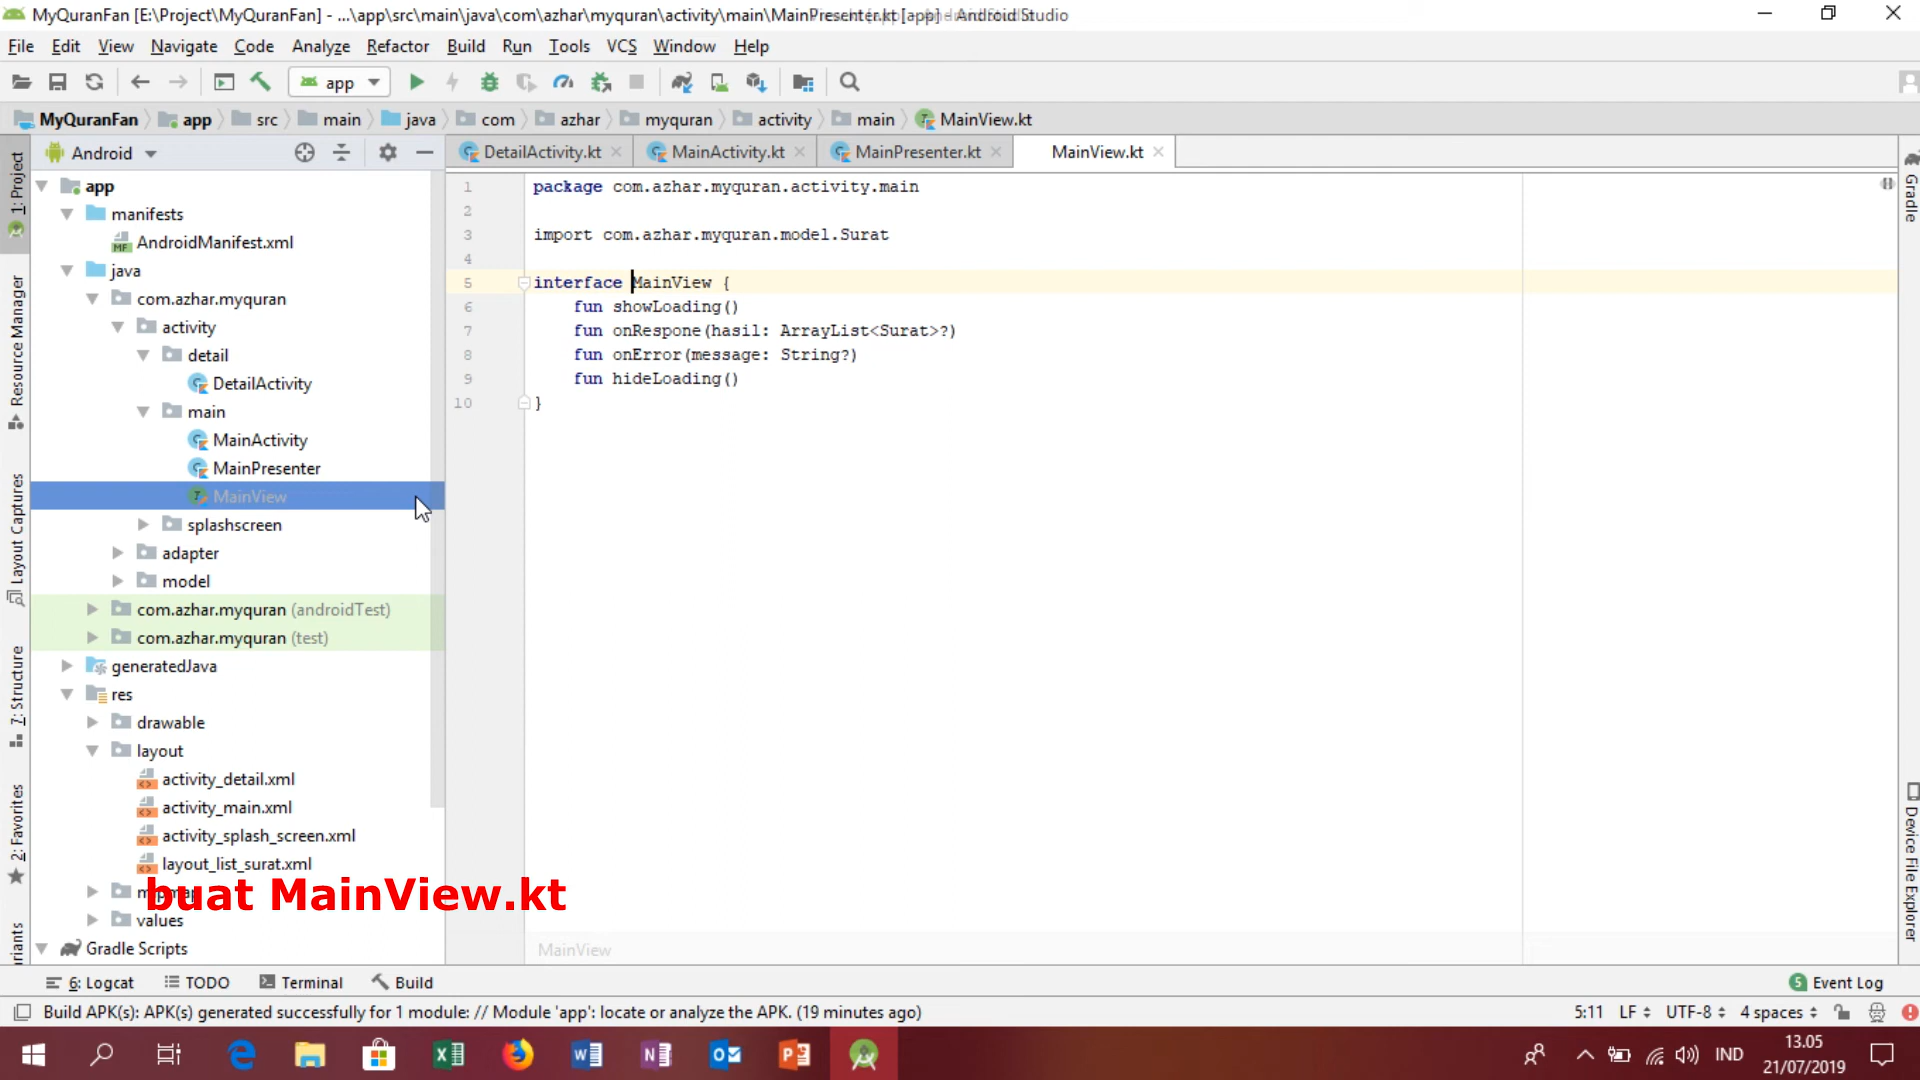 MyQuranFan [E:\Project\MyQuranFan] - ...\app\src\main\java\com\azhar\myquran\activity\main\MainPresenter.kt [app] - Android Studio
File Edit View Navigate Code Analyze Refactor Build Run Tools VCS Window Help
app
MyQuranFan app src main java com azhar myquran activity main MainView.kt
Android
DetailActivity.kt MainActivity.kt MainPresenter.kt MainView.kt
1: Project
Resource Manager
Layout Captures
7: Structure
2: Favorites
app
manifests
AndroidManifest.xml
java
com.azhar.myquran
activity
detail
DetailActivity
main
MainActivity
MainPresenter
MainView
splashscreen
adapter
model
com.azhar.myquran (androidTest)
com.azhar.myquran (test)
generatedJava
res
drawable
layout
activity_detail.xml
activity_main.xml
activity_splash_screen.xml
layout_list_surat.xml
values
Gradle Scripts
1 package com.azhar.myquran.activity.main
2
3 import com.azhar.myquran.model.Surat
4
5 interface MainView {
6 fun showLoading()
7 fun onRespone(hasil: ArrayList<Surat>?)
8 fun onError(message: String?)
9 fun hideLoading()
10 }
MainView
Gradle
Device File Explorer
buat MainView.kt
6: Logcat TODO Terminal Build
5 Event Log
Build APK(s): APK(s) generated successfully for 1 module: // Module 'app': locate or analyze the APK. (19 minutes ago)
5:11 LF UTF-8 4 spaces
IND
13.05
21/07/2019